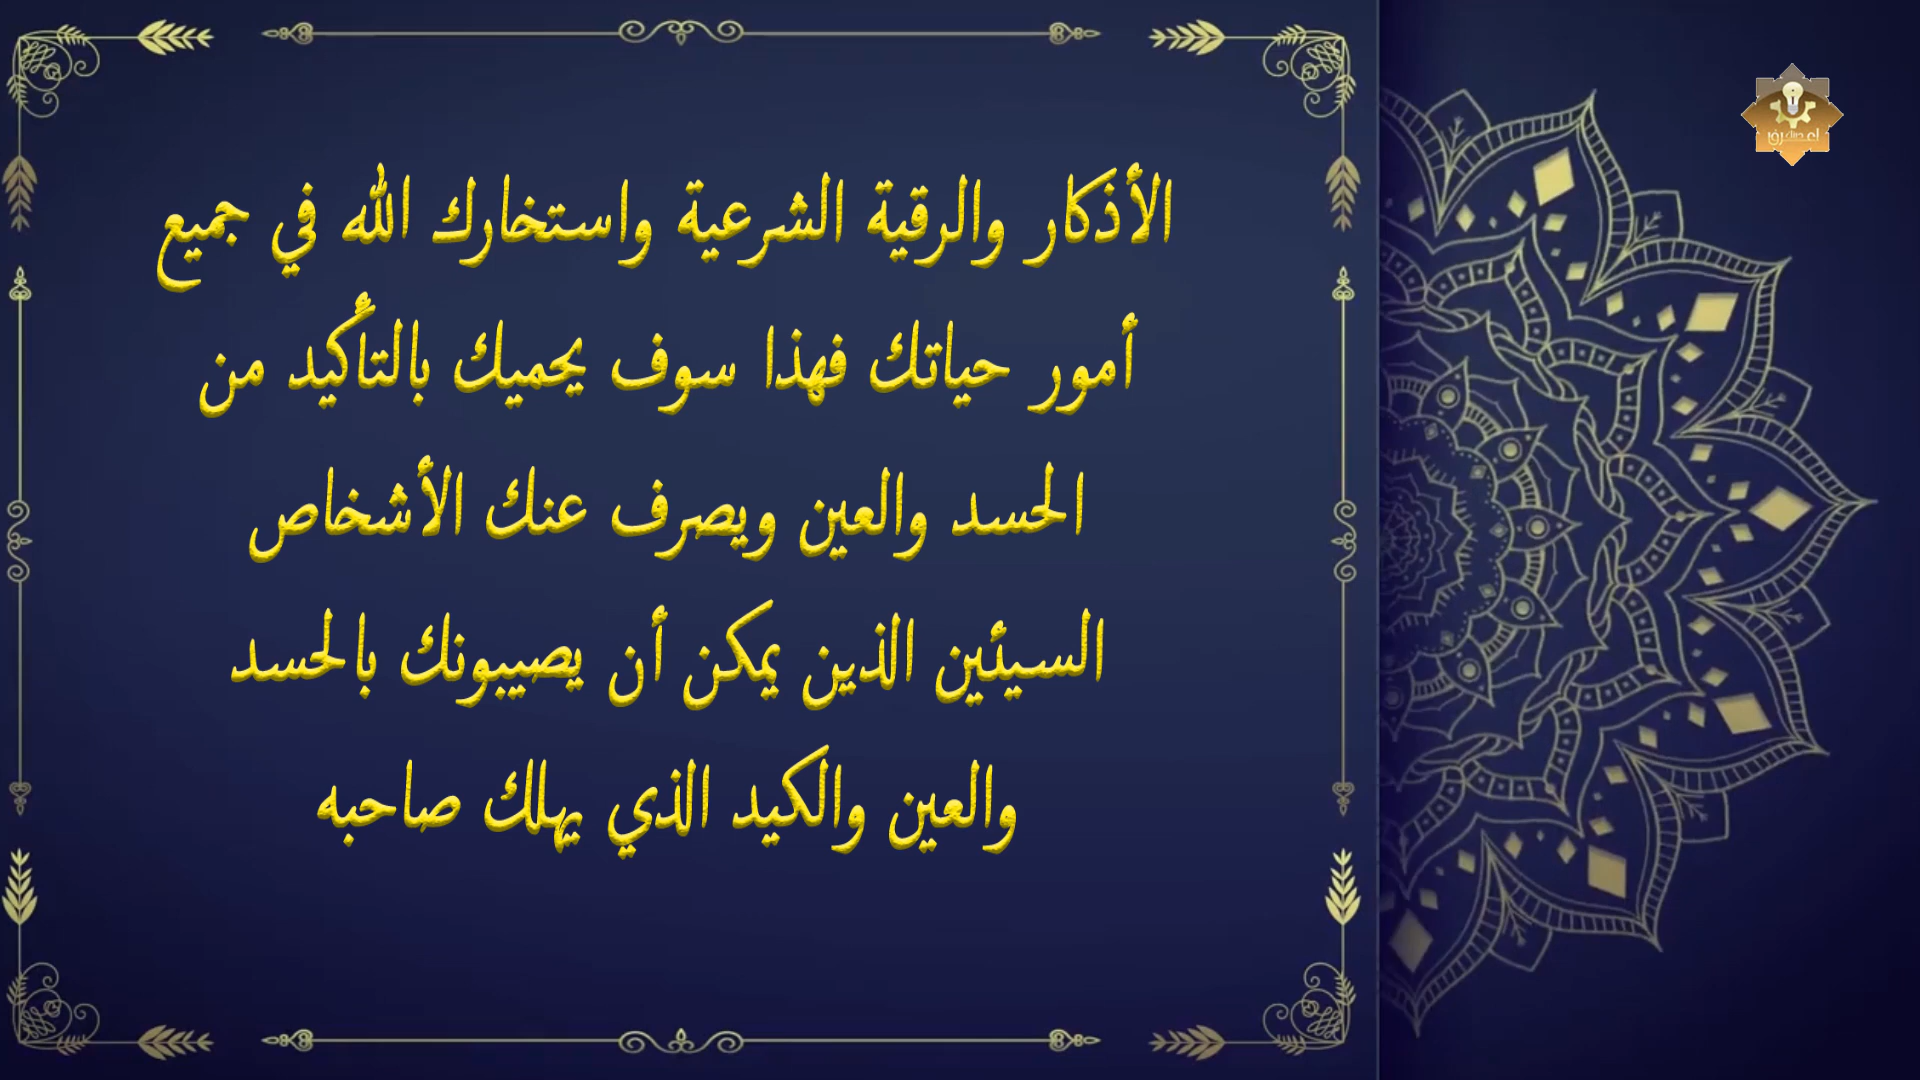 الأذكار والرقية الشرعية واستخارك الله في جميع
أمور حياتك فهذا سوف يحميك بالتأكيد من
الحسد والعين ويصرف عنك الأشخاص
السيئين الذين يمكن أن يصيبونك بالحسد
والعين والكيد الذي يهلك صاحبه